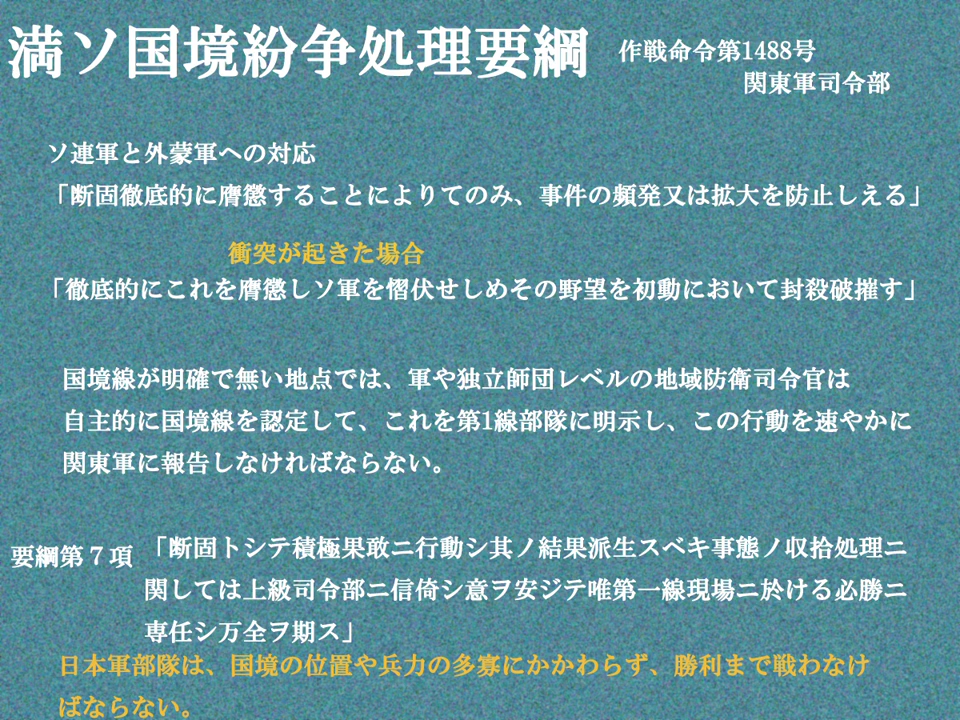 満ソ国境紛争処理要綱
作戦命令第1488号
関東軍司令部
ソ連軍と外蒙軍への対応
「断固徹底的に膺懲することによりてのみ、事件の頻発又は拡大を防止しえる」
衝突が起きた場合
「徹底的にこれを膺懲しソ軍を慴伏せしめその野望を初動において封殺破摧す」
国境線が明確で無い地点では、軍や独立師団レベルの地域防衛司令官は
自主的に国境線を認定して、これを第1線部隊に明示し、この行動を速やかに
関東軍に報告しなければならない。
要綱第７項
「断固トシテ積極果敢ニ行動シ其ノ結果派生スベキ事態ノ収拾処理ニ
関しては上級司令部ニ信倚シ意ヲ安ジテ唯第一線現場ニ於ける必勝ニ
専任シ万全ヲ期ス」
日本軍部隊は、国境の位置や兵力の多寡にかかわらず、勝利まで戦わなけ
ばならない。